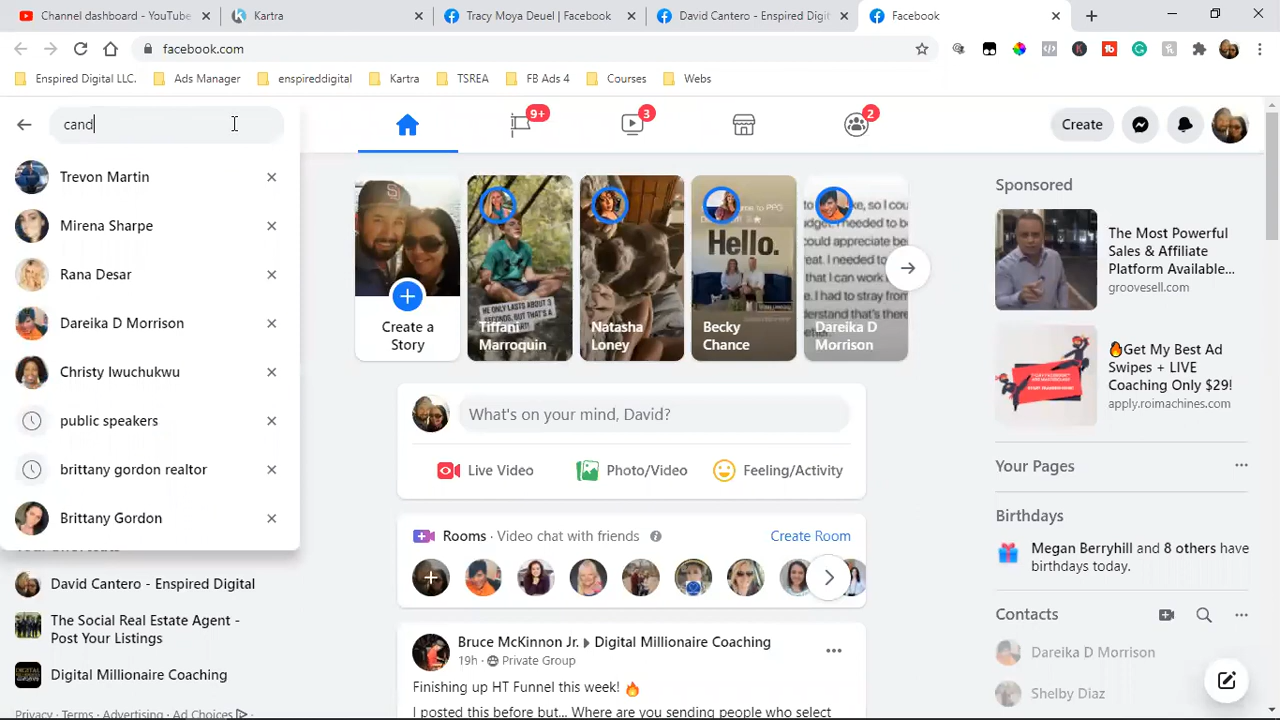 Channel dashboard - YouTube
Kartra
Tracy Moya Deuel | Facebook
David Cantero - Enspired Digit
Facebook
facebook.com
Enspired Digital LLC.
Ads Manager
enspireddigital
Kartra
TSREA
FB Ads 4
Courses
Webs
cand
9+
3
2
Create
Trevon Martin
Mirena Sharpe
Rana Desar
Dareika D Morrison
Christy Iwuchukwu
public speakers
brittany gordon realtor
Brittany Gordon
David Cantero - Enspired Digital
The Social Real Estate Agent -
Post Your Listings
Digital Millionaire Coaching
Privacy · Terms · Advertising · Ad Choices
Create a
Story
HE ONLY LASTS ABOUT 3
SECONDS, BUT THAT'S A
Tiffani
Marroquin
Natasha
Loney
Hello.
Becky
Chance
Dareika D
Morrison
What's on your mind, David?
Live Video
Photo/Video
Feeling/Activity
Rooms · Video chat with friends
Create Room
Bruce McKinnon Jr. Digital Millionaire Coaching
19h · Private Group
Finishing up HT Funnel this week! 🔥
I posted this before but... Where are you sending people who select
Sponsored
The Most Powerful
Sales & Affiliate
Platform Available...
groovesell.com
🔥Get My Best Ad
Swipes + LIVE
Coaching Only $29!
apply.roimachines.com
Your Pages
Birthdays
Megan Berryhill and 8 others have
birthdays today.
Contacts
Dareika D Morrison
Shelby Diaz